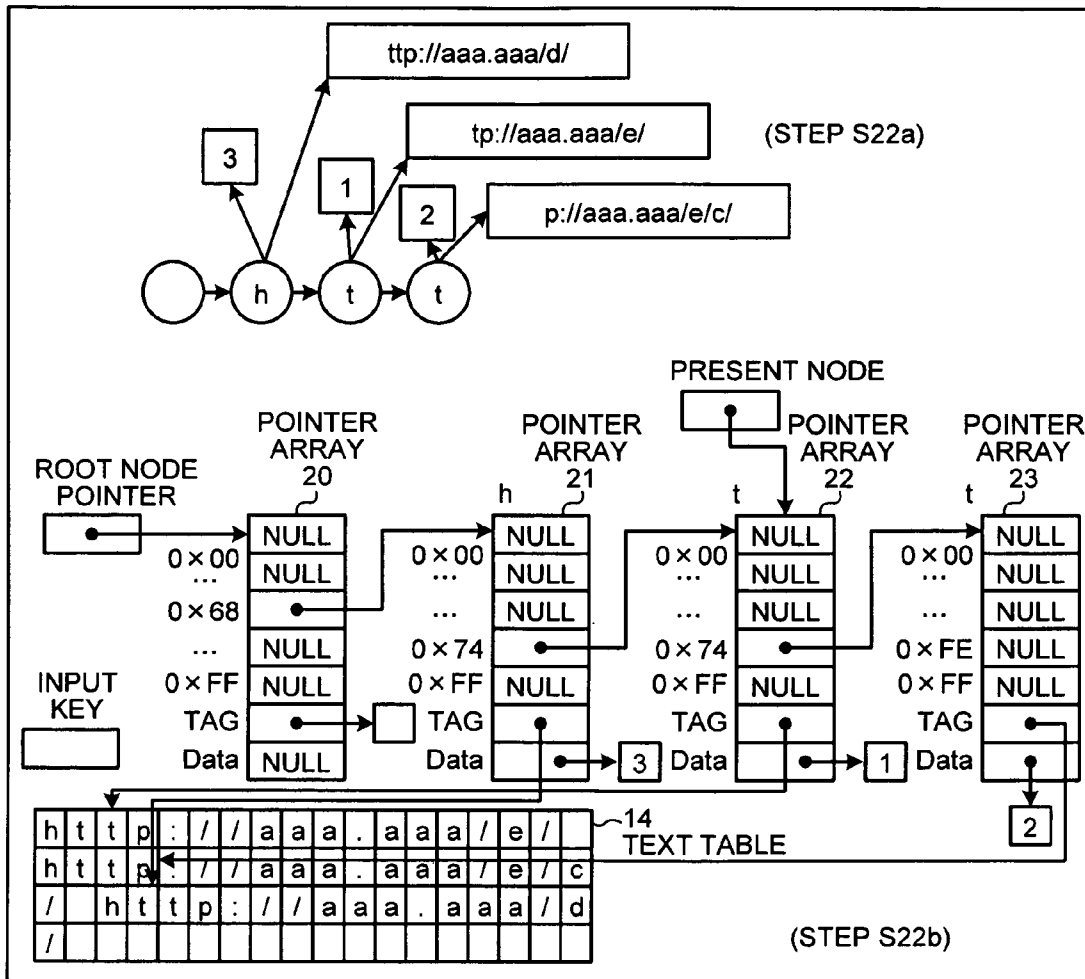 ttp://aaa.aaa/d/
tp://aaa.aaa/e/
(STEP S22a)
3
1
2
p://aaa.aaa/e/c/
h t t
PRESENT NODE
POINTER ARRAY 20
POINTER ARRAY 21
POINTER ARRAY 22
POINTER ARRAY 23
ROOT NODE POINTER
h t t
NULL NULL NULL NULL
0×00 0×00 0×00 0×00
... NULL ... NULL ... NULL ... NULL
0×68 ... NULL ... NULL ... NULL
... NULL 0×74 0×74 0×FE NULL
0×FF NULL 0×FF NULL 0×FF NULL 0×FF NULL
INPUT KEY
TAG TAG TAG TAG
Data NULL Data 3 Data 1 Data
2
h t t p : / / a a a . a a a / e /
14
TEXT TABLE
h t t p : / / a a a . a a a / e / c
/ h t t p : / / a a a . a a a / d
/
(STEP S22b)